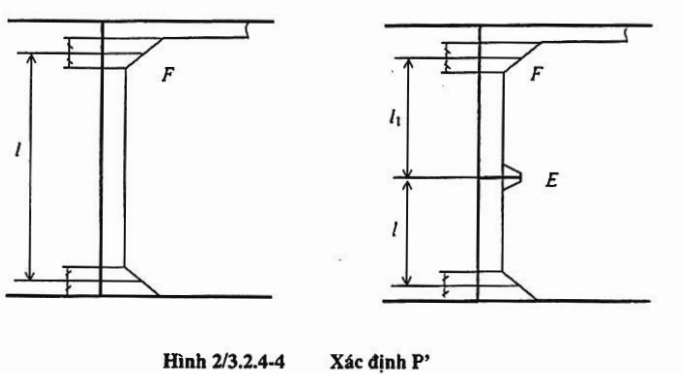 F
l
F
l₁
E
l
Hình 2/3.2.4-4 Xác định P’